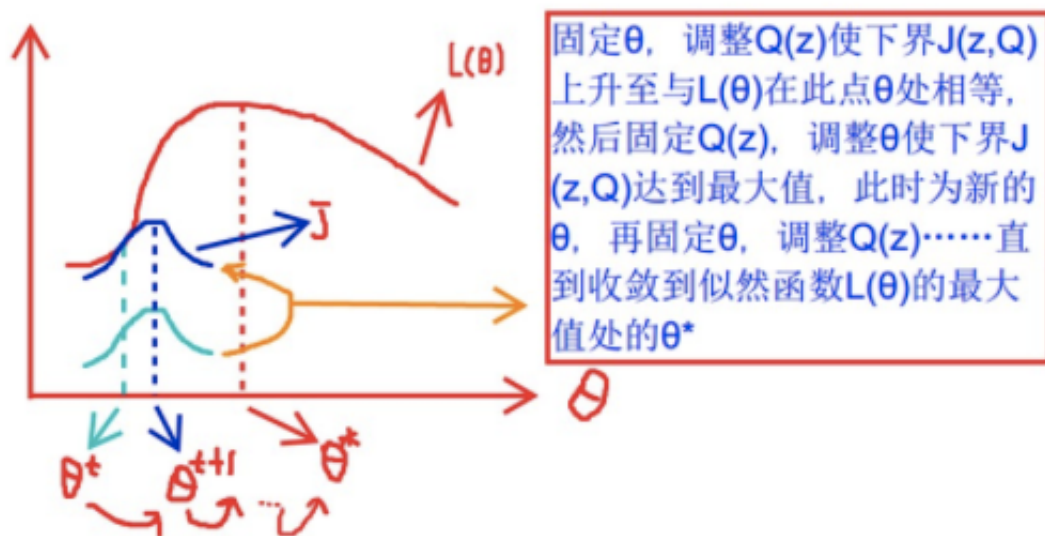 L(θ)
J
θ
θᵗ
θᵗ⁺¹
θ*
固定θ，调整Q(z)使下界J(z,Q)
上升至与L(θ)在此点θ处相等，
然后固定Q(z)，调整θ使下界J
(z,Q)达到最大值，此时为新的
θ，再固定θ，调整Q(z)……直
到收敛到似然函数L(θ)的最大
值处的θ*